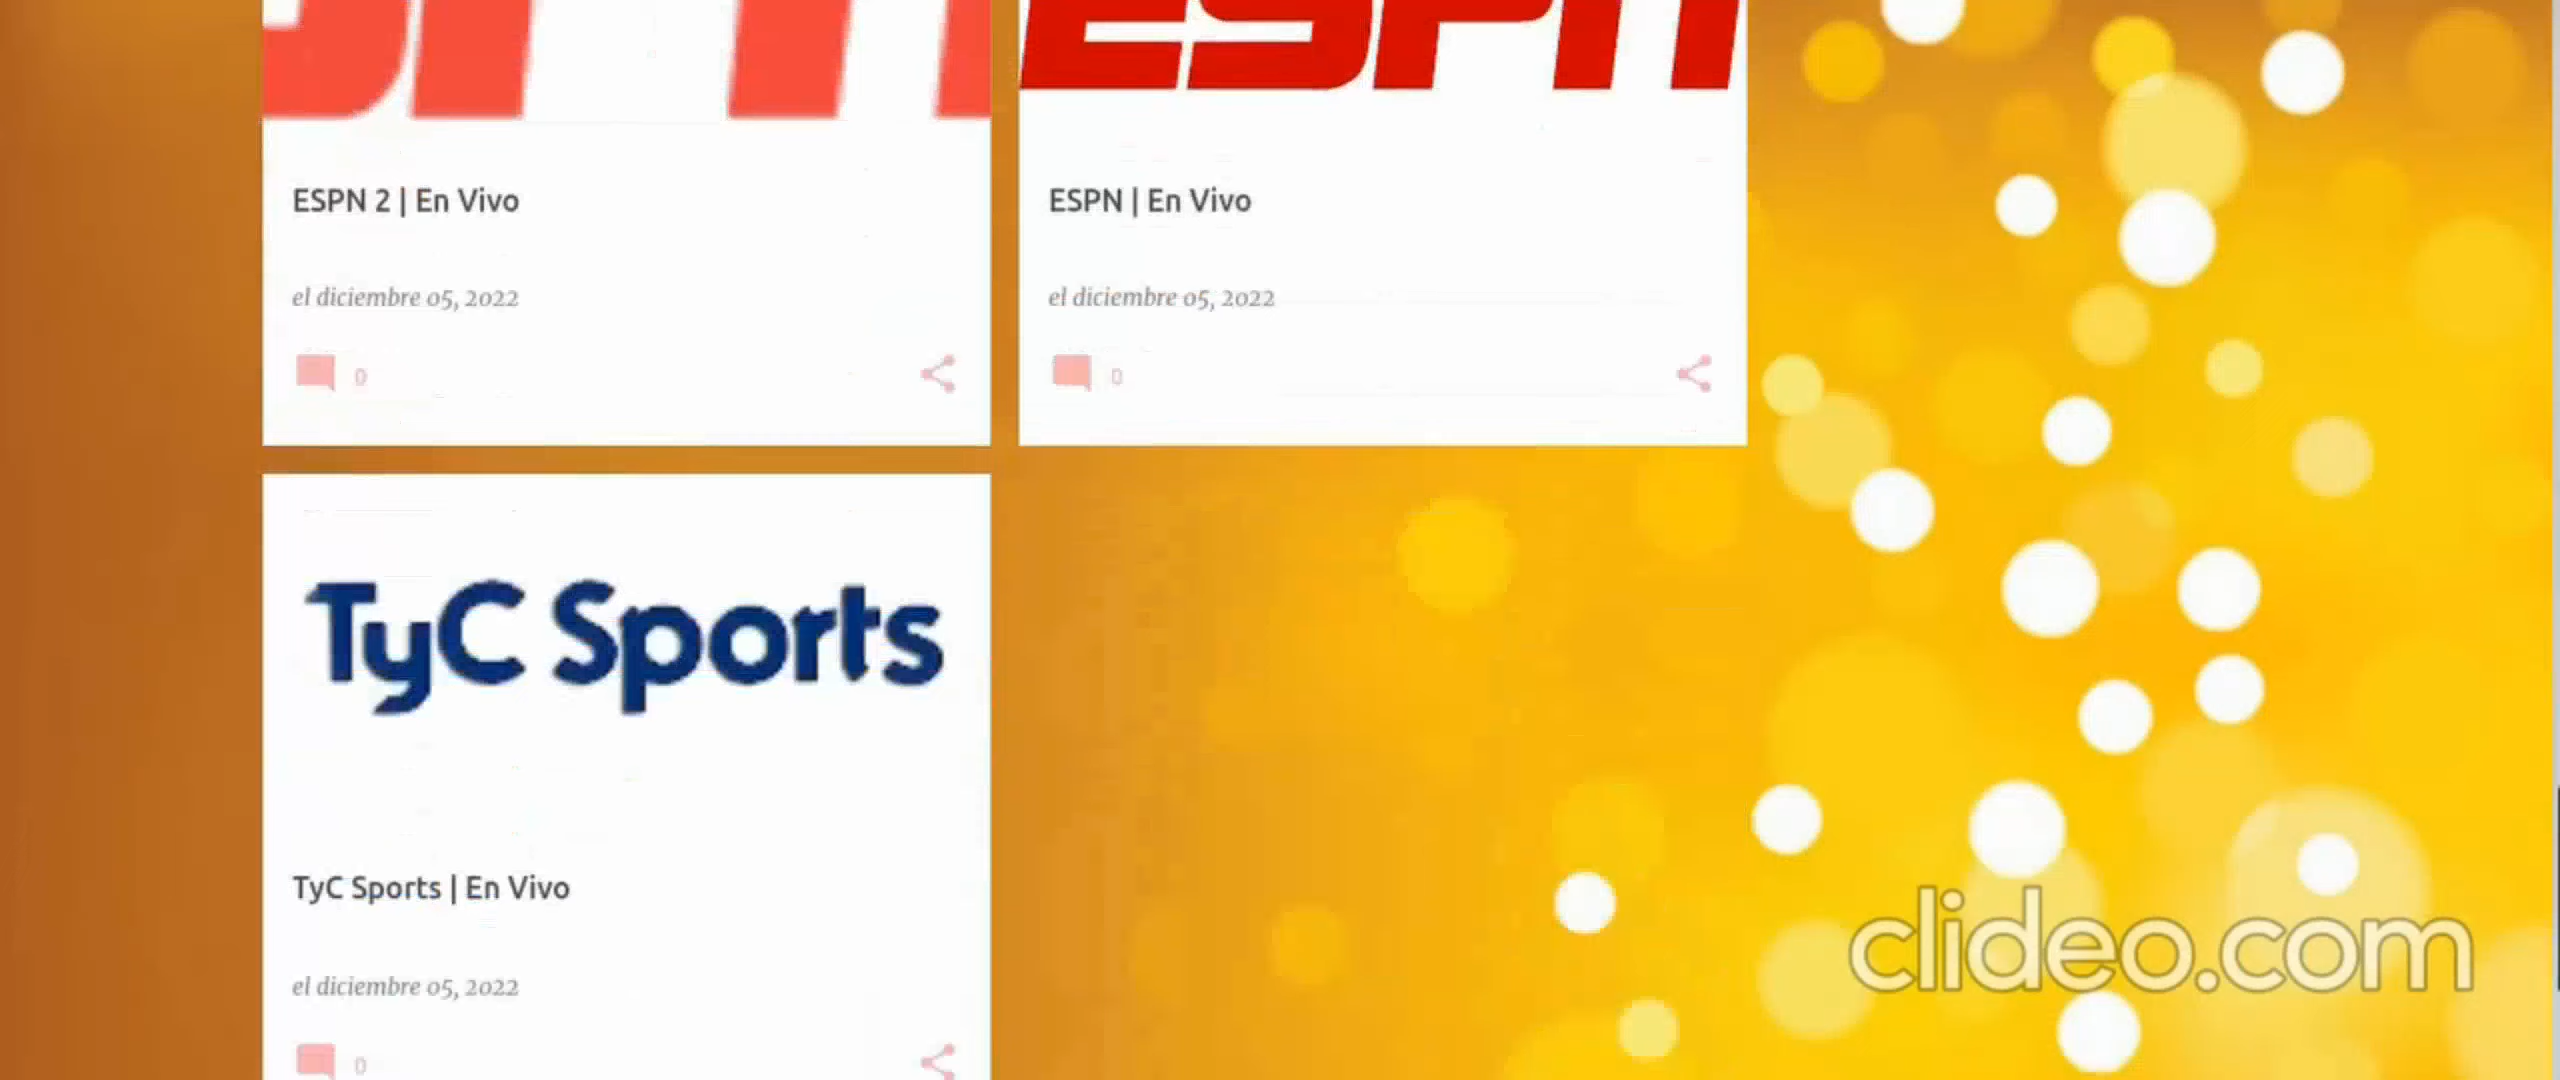 ESPN
ESPN 2 | En Vivo
el diciembre 05, 2022
0
ESPN | En Vivo
el diciembre 05, 2022
0
TyC Sports
TyC Sports | En Vivo
el diciembre 05, 2022
0
clideo.com